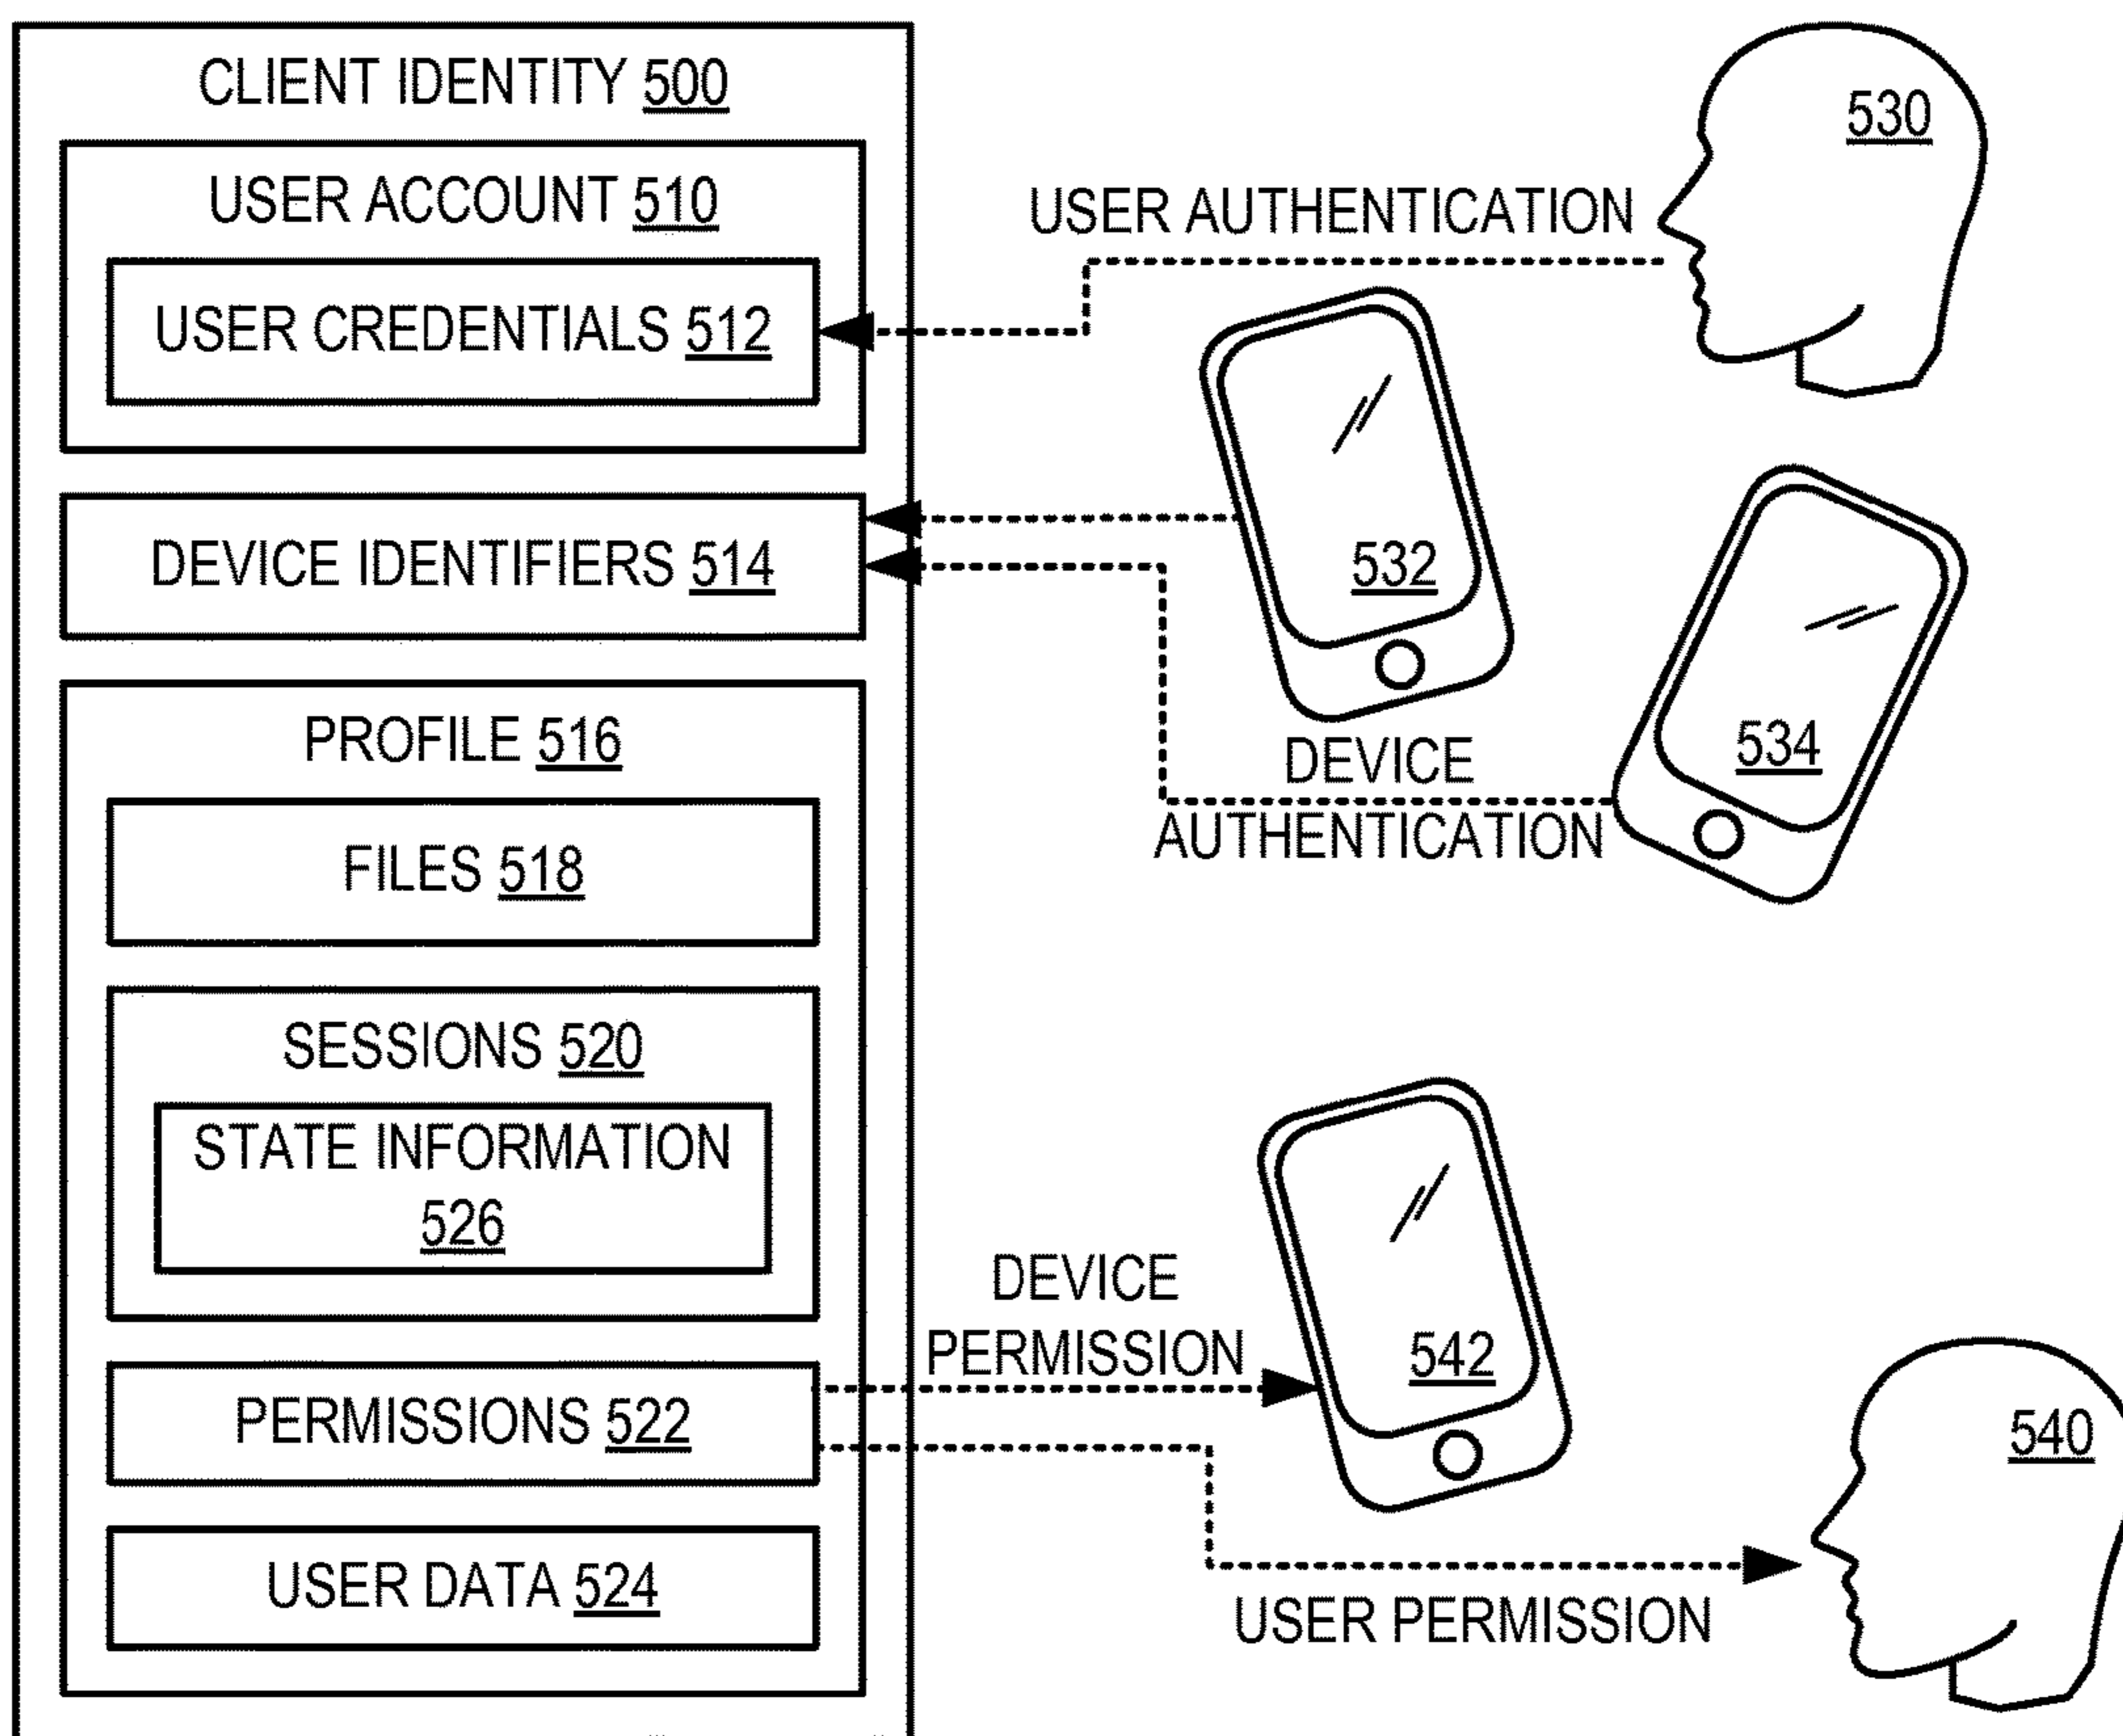 CLIENT IDENTITY 500
USER ACCOUNT 510
USER CREDENTIALS 512
DEVICE IDENTIFIERS 514
PROFILE 516
FILES 518
SESSIONS 520
STATE INFORMATION
526
PERMISSIONS 522
USER DATA 524
530
USER AUTHENTICATION
532
534
DEVICE
AUTHENTICATION
DEVICE
PERMISSION
542
540
USER PERMISSION